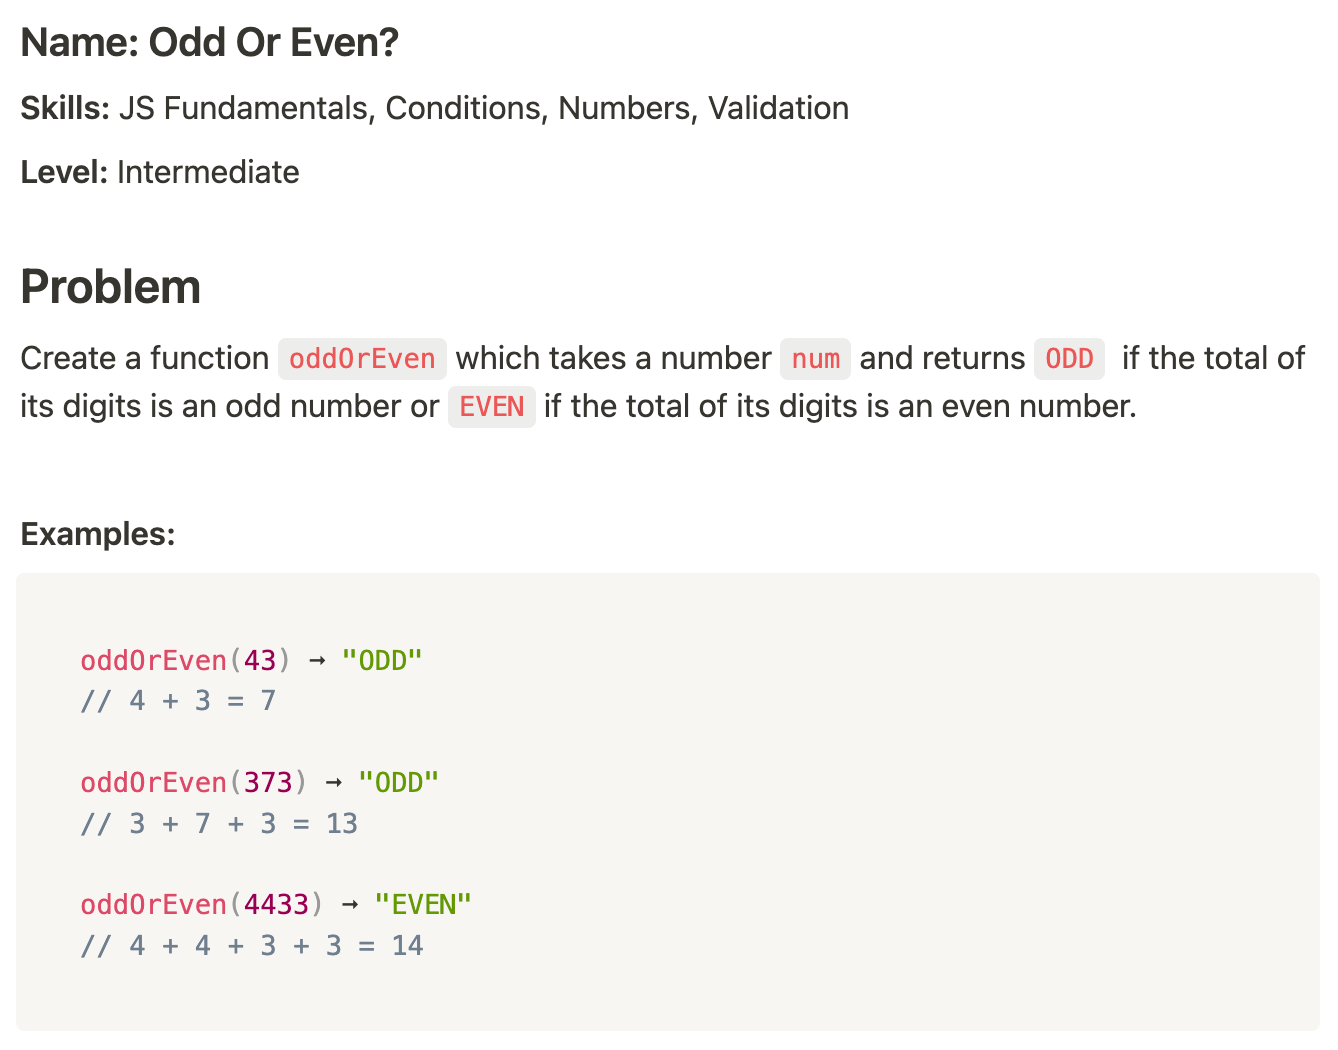 Name: Odd Or Even?
Skills: JS Fundamentals, Conditions, Numbers, Validation
Level: Intermediate
Problem
Create a function oddOrEven which takes a number num and returns ODD if the total of
its digits is an odd number or EVEN if the total of its digits is an even number.
Examples:
oddOrEven(43) → "ODD"
// 4 + 3 = 7
oddOrEven(373) → "ODD"
// 3 + 7 + 3 = 13
oddOrEven(4433) → "EVEN"
// 4 + 4 + 3 + 3 = 14